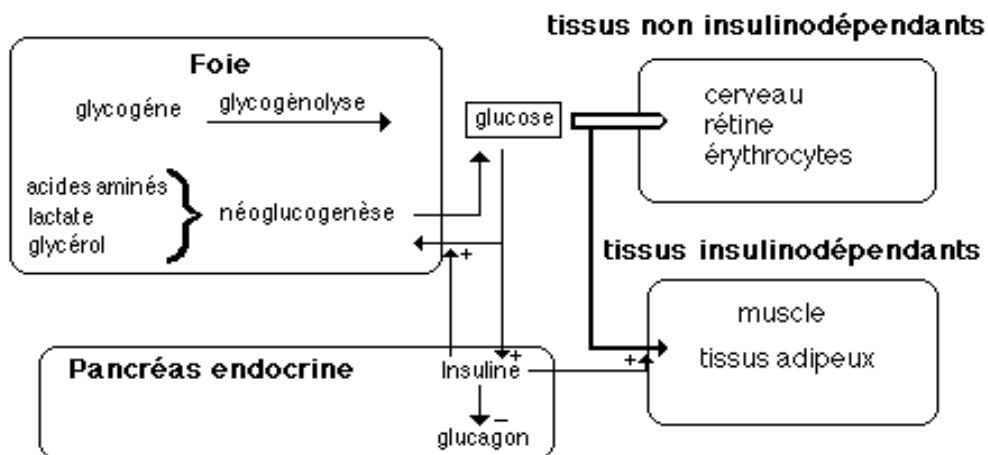 tissus non insulinodépendants
Foie
glycogéne
glycogènolyse
glucose
cerveau
rétine
érythrocytes
acides aminés
lactate
glycérol
néoglucogenèse
+
tissus insulinodépendants
muscle
tissus adipeux
+
+
Pancréas endocrine
Insuline
–
glucagon